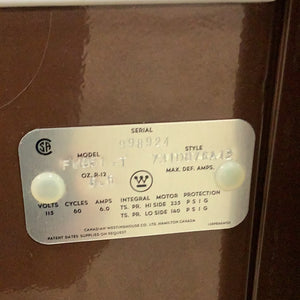 SERIAL
998924
MODEL STYLE
OZ. R-12 MAX. DEF. AMPS.
VOLTS CYCLES AMPS INTEGRAL MOTOR PROTECTION
115 60 6.0 TS. PR. HI SIDE 235 PSIG
TS. PR. LO SIDE 140 PSIG
CANADIAN WESTINGHOUSE CO. LTD. HAMILTON CANADA
PATENT DATES SUPPLIED ON REQUEST